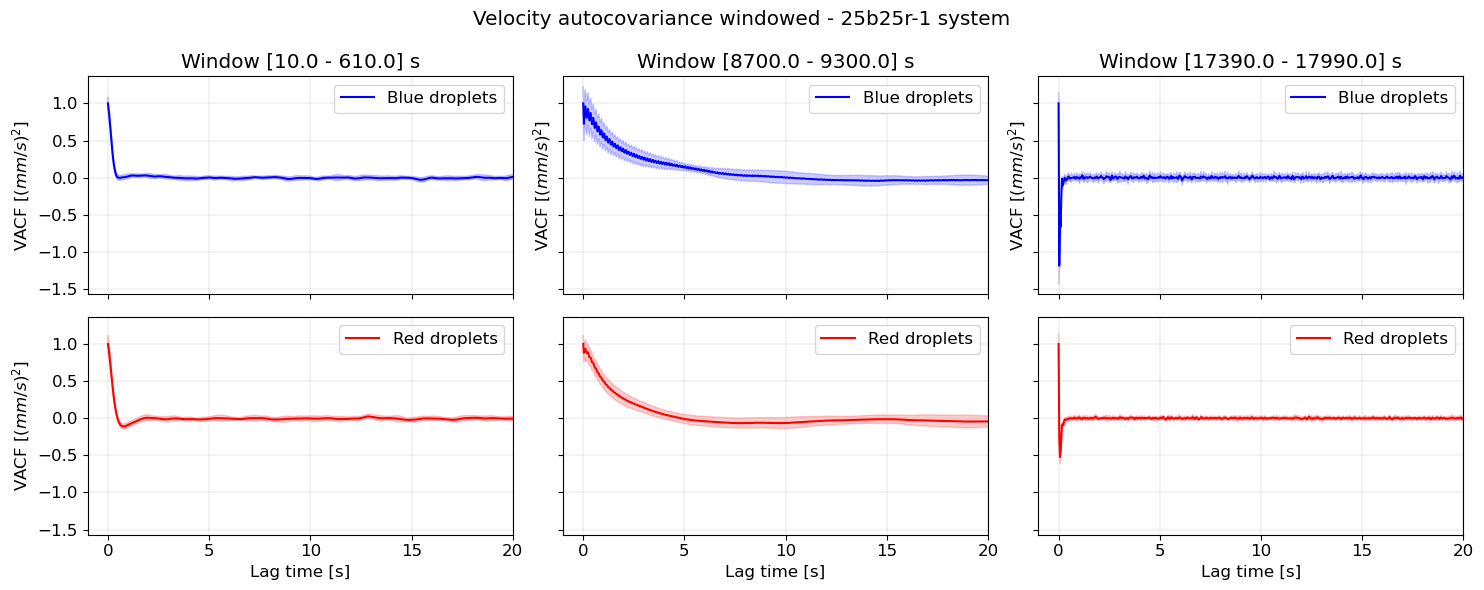 Velocity autocovariance windowed - 25b25r-1 system
Window [10.0 - 610.0] s
Window [8700.0 - 9300.0] s
Window [17390.0 - 17990.0] s
VACF [(mm/s)²]
1.0
0.5
0.0
−0.5
−1.0
−1.5
Blue droplets
VACF [(mm/s)²]
Blue droplets
VACF [(mm/s)²]
Blue droplets
VACF [(mm/s)²]
1.0
0.5
0.0
−0.5
−1.0
−1.5
Red droplets
Red droplets
Red droplets
0 5 10 15 20
0 5 10 15 20
0 5 10 15 20
Lag time [s]
Lag time [s]
Lag time [s]